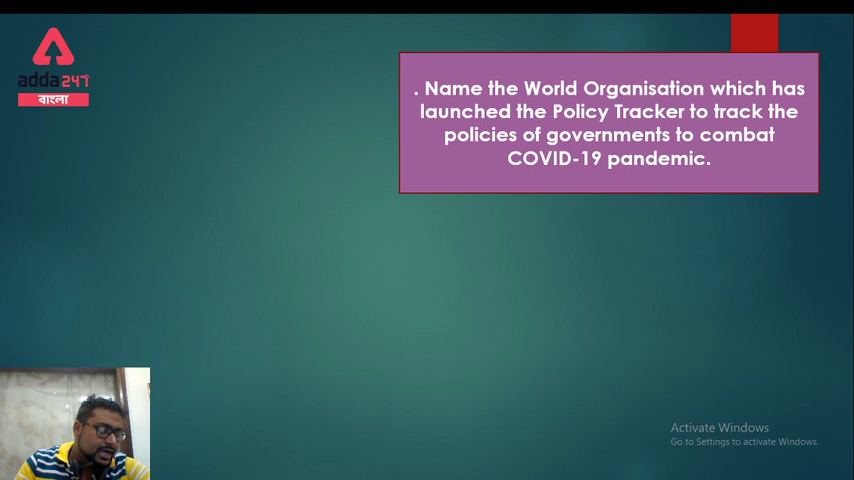 adda247
বাংলা
. Name the World Organisation which has
launched the Policy Tracker to track the
policies of governments to combat
COVID-19 pandemic.
Activate Windows
Go to Settings to activate Windows.